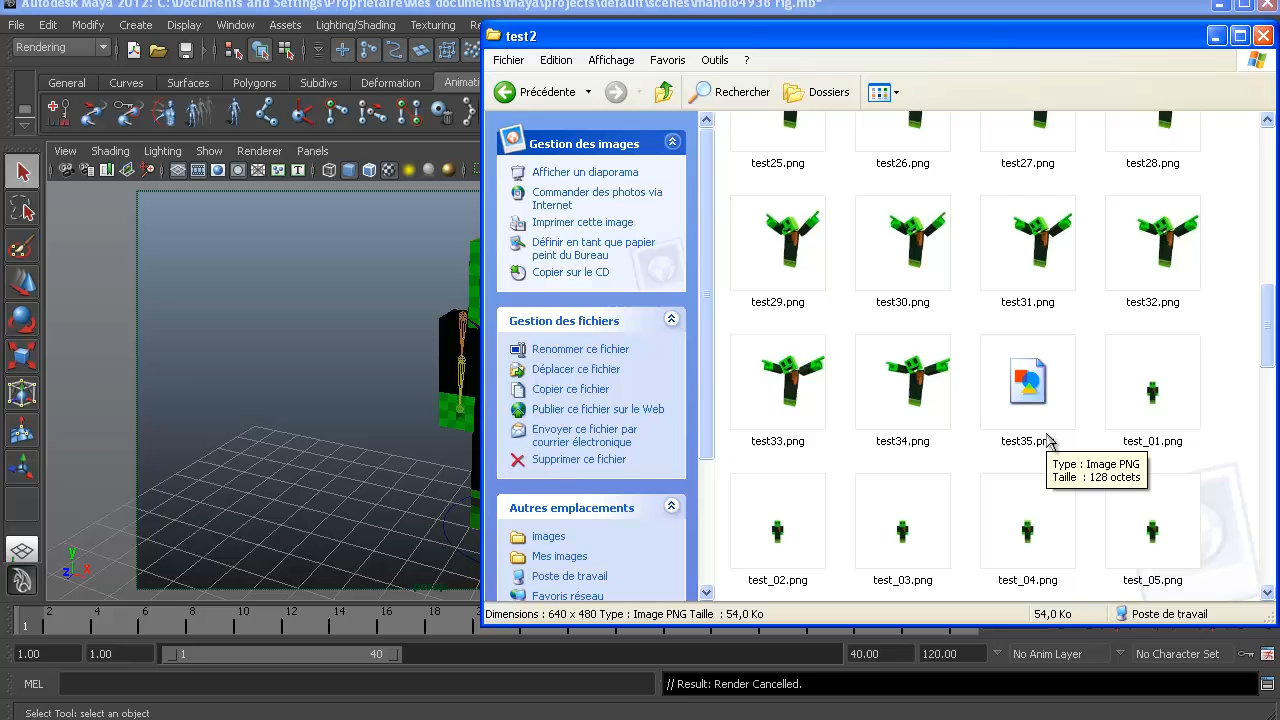 Autodesk Maya 2012: C:\Documents and Settings\Proprietaire\Mes documents\maya\projects\default\scenes\manolo4938 rig.mb*
File Edit Modify Create Display Window Assets Lighting/Shading Texturing
Rendering
General Curves Surfaces Polygons Subdivs Deformation Animati
View Shading Lighting Show Renderer Panels
test2
Fichier Edition Affichage Favoris Outils ?
Précédente Rechercher Dossiers
Gestion des images
Afficher un diaporama
Commander des photos via
Internet
Imprimer cette image
Définir en tant que papier
peint du Bureau
Copier sur le CD
Gestion des fichiers
Renommer ce fichier
Déplacer ce fichier
Copier ce fichier
Publier ce fichier sur le Web
Envoyer ce fichier par
courrier électronique
Supprimer ce fichier
Autres emplacements
images
Mes images
Poste de travail
Favoris réseau
test25.png test26.png test27.png test28.png
test29.png test30.png test31.png test32.png
test33.png test34.png test35.png test_01.png
Type : Image PNG
Taille : 128 octets
test_02.png test_03.png test_04.png test_05.png
Dimensions : 640 x 480 Type : Image PNG Taille : 54,0 Ko 54,0 Ko Poste de travail
persp
2 4 6 8 10 12 14 16 18
1
1.00 1.00 1 40 40.00 120.00 No Anim Layer No Character Set
MEL // Result: Render Cancelled.
Select Tool: select an object